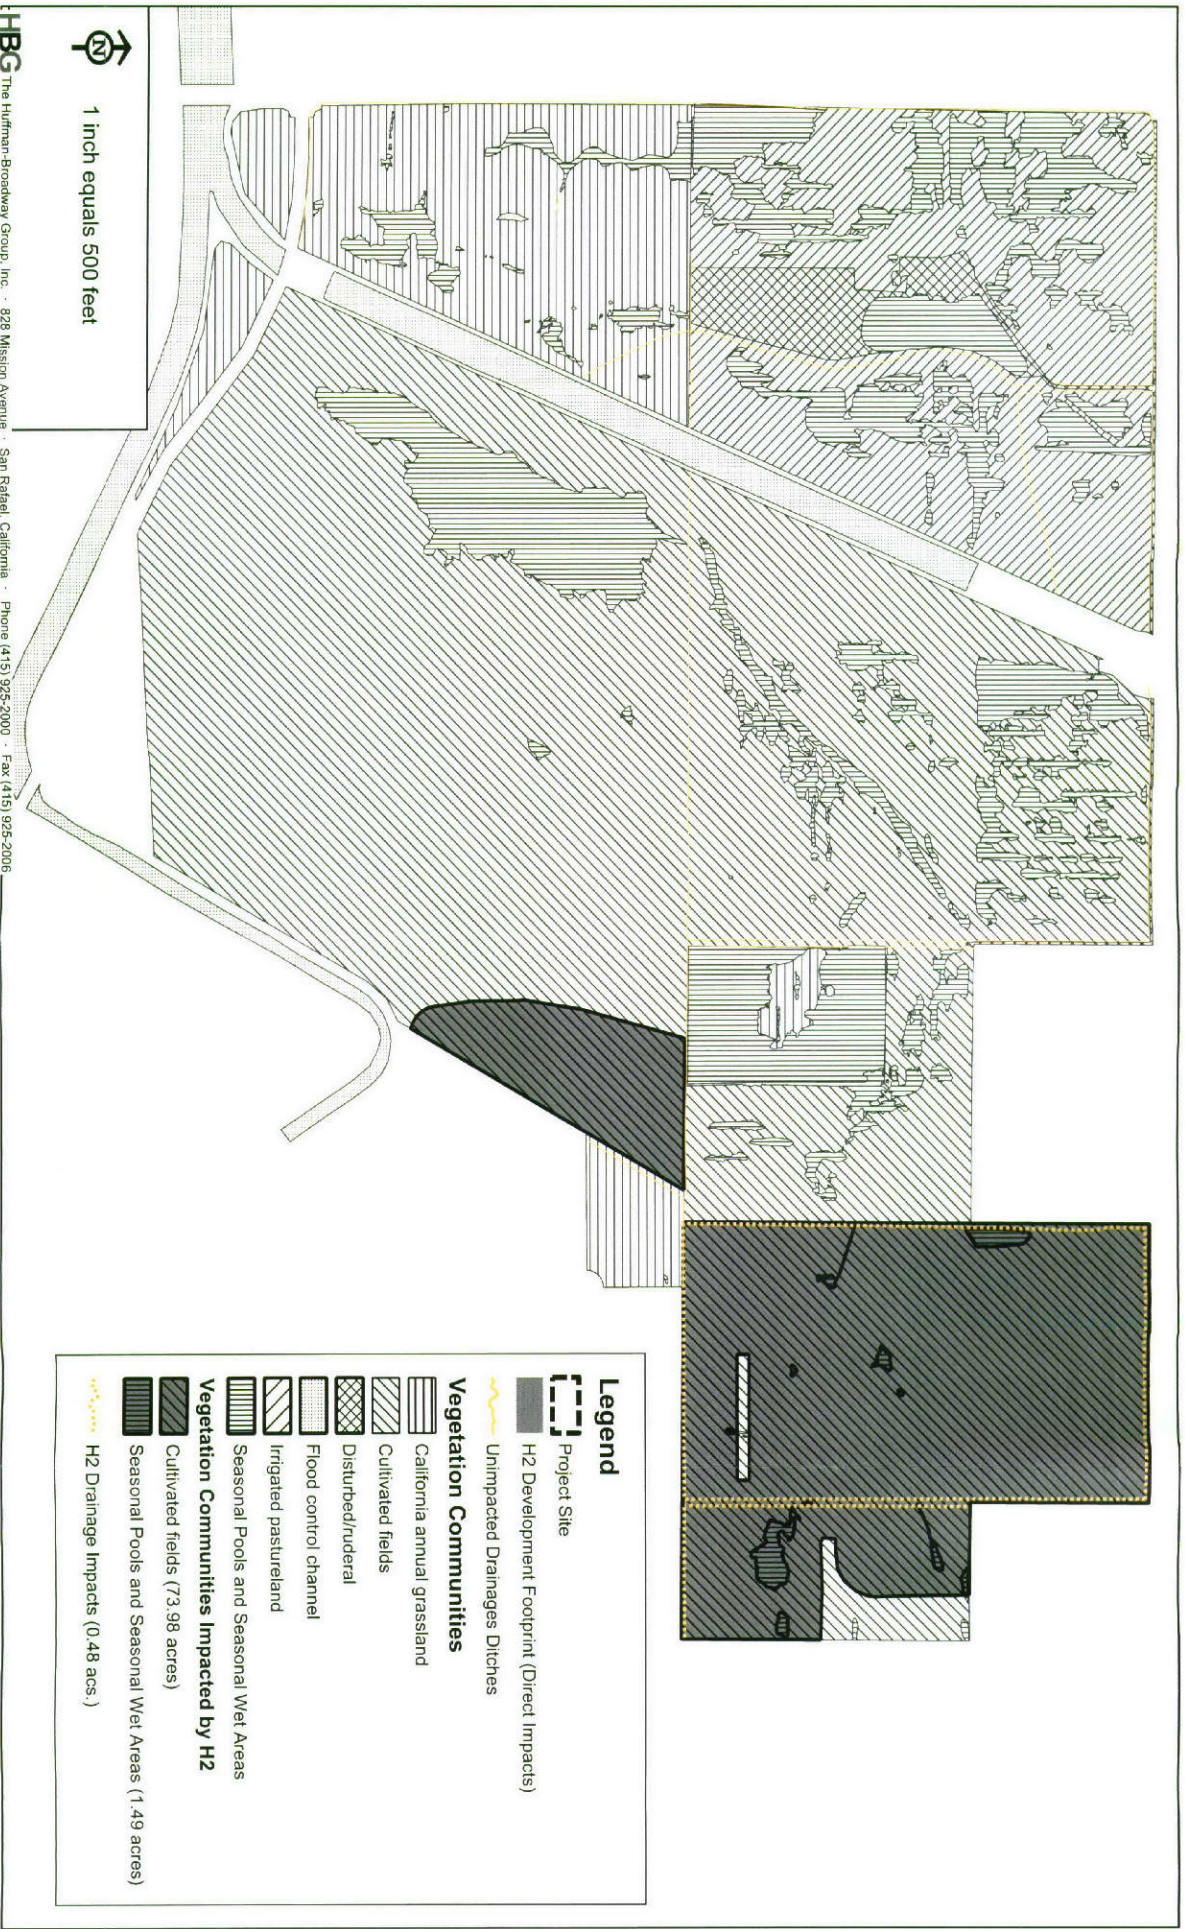 Legend
Project Site
H2 Development Footprint (Direct Impacts)
Unimpacted Drainages Ditches
Vegetation Communities
California annual grassland
Cultivated fields
Disturbed/ruderal
Flood control channel
Irrigated pastureland
Seasonal Pools and Seasonal Wet Areas
Vegetation Communities Impacted by H2
Cultivated fields (73.98 acres)
Seasonal Pools and Seasonal Wet Areas (1.49 acres)
H2 Drainage Impacts (0.48 acs.)
N
1 inch equals 500 feet
HBG The Huffman-Broadway Group, Inc. · 828 Mission Avenue · San Rafael, California · Phone (415) 925-2000 · Fax (415) 925-2006